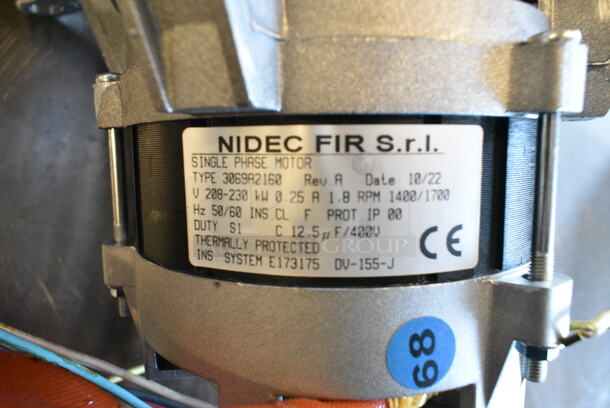 NIDEC FIR S.r.l.
SINGLE PHASE MOTOR
TYPE 3069A2160 Rev.A Date 10/22
V 208-230 kW 0.25 A 1.8 RPM 1400/1700
Hz 50/60 INS.CL F PROT.IP 00
DUTY S1 C 12.5µF/400V
THERMALLY PROTECTED
GROUP
INS. SYSTEM E173175 DV-155-J
CE
68